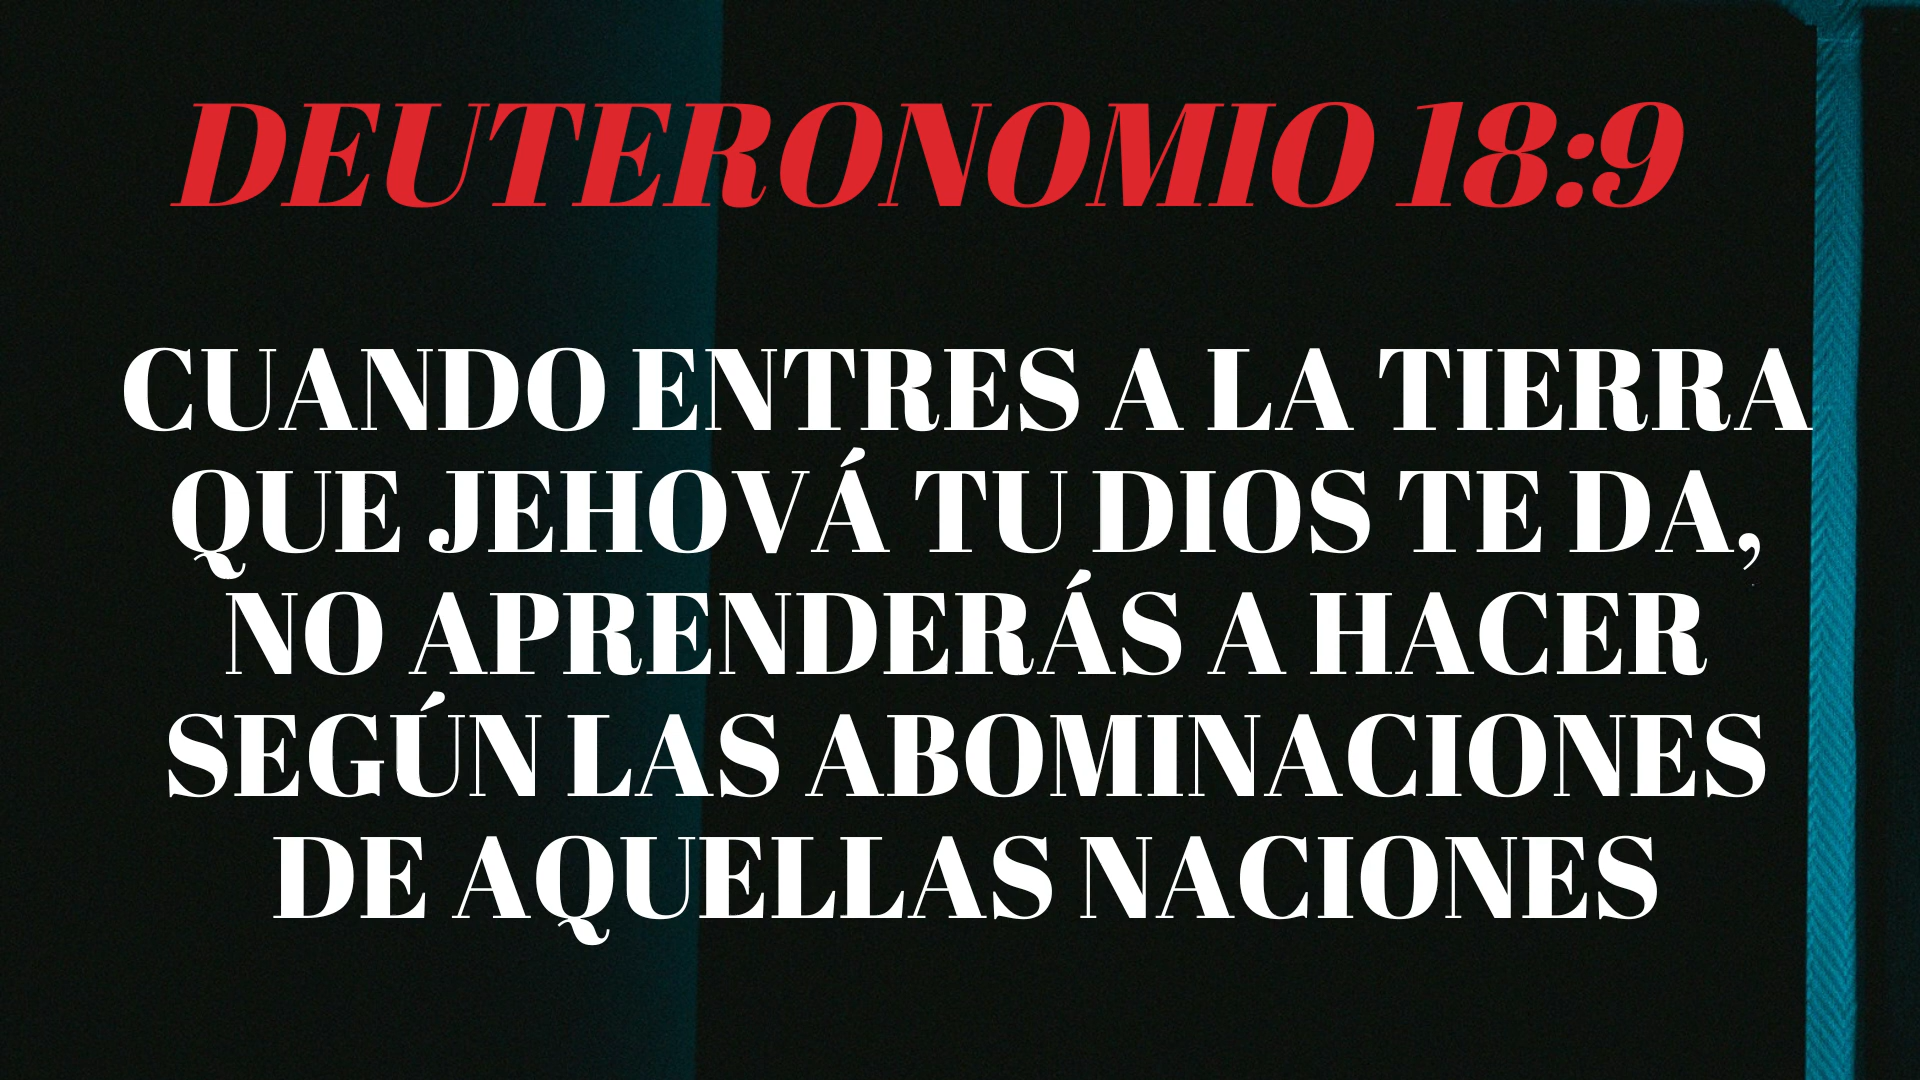 DEUTERONOMIO 18:9
CUANDO ENTRES A LA TIERRA
QUE JEHOVÁ TU DIOS TE DA,
NO APRENDERÁS A HACER
SEGÚN LAS ABOMINACIONES
DE AQUELLAS NACIONES